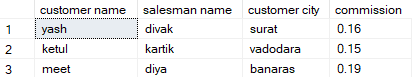 customer name salesman name customer city commission
1 yash divak surat 0.16
2 ketul kartik vadodara 0.15
3 meet diya banaras 0.19